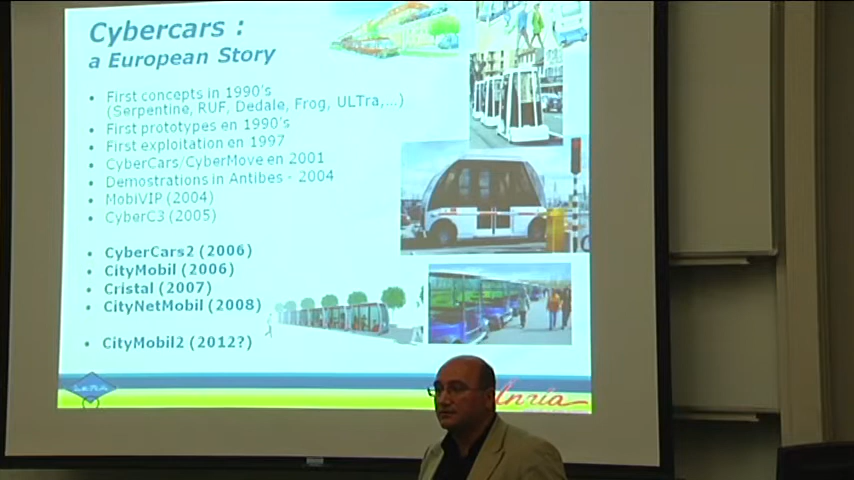 Cybercars :
a European Story
• First concepts in 1990's
(Serpentine, RUF, Dedale, Frog, ULTra,...)
• First prototypes en 1990's
• First exploitation en 1997
• CyberCars/CyberMove en 2001
• Demostrations in Antibes - 2004
• MobiVIP (2004)
• CyberC3 (2005)
• CyberCars2 (2006)
• CityMobil (2006)
• Cristal (2007)
• CityNetMobil (2008)
• CityMobil2 (2012?)
Inria